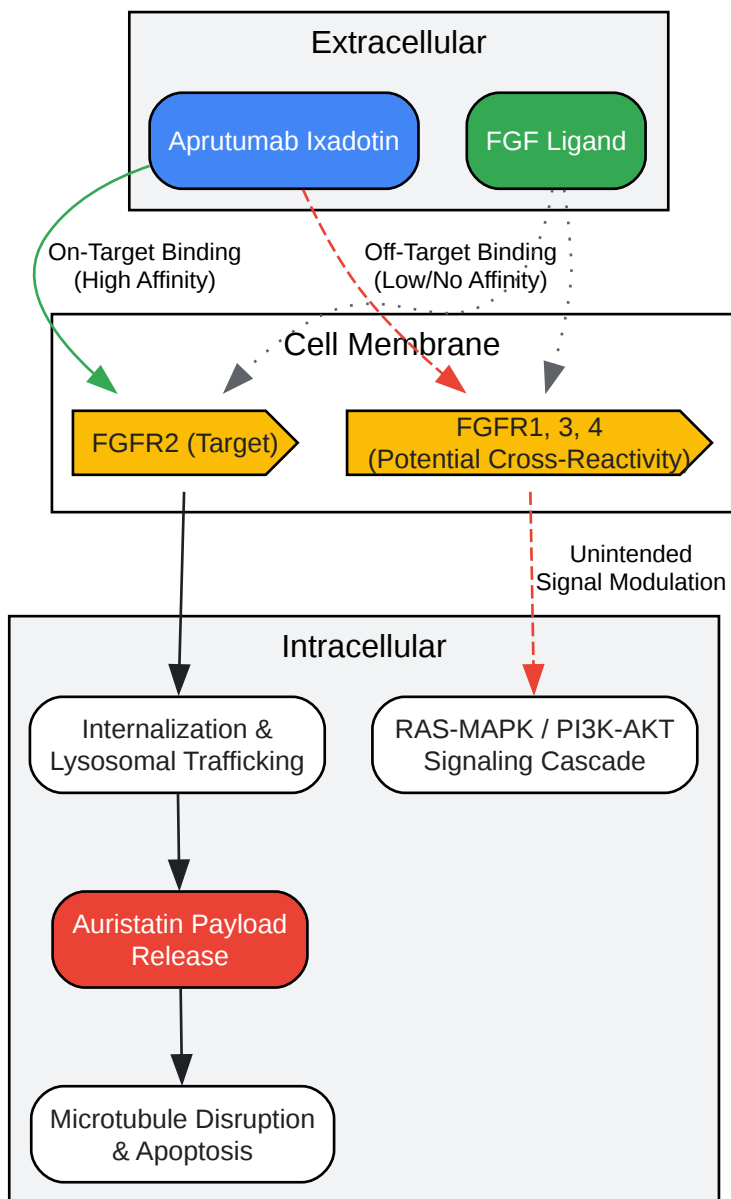 Extracellular
Aprutumab Ixadotin
FGF Ligand
On-Target Binding
(High Affinity)
Off-Target Binding
(Low/No Affinity)
Cell Membrane
FGFR2 (Target)
FGFR1, 3, 4
(Potential Cross-Reactivity)
Unintended
Signal Modulation
Intracellular
Internalization &
Lysosomal Trafficking
RAS-MAPK / PI3K-AKT
Signaling Cascade
Auristatin Payload
Release
Microtubule Disruption
& Apoptosis